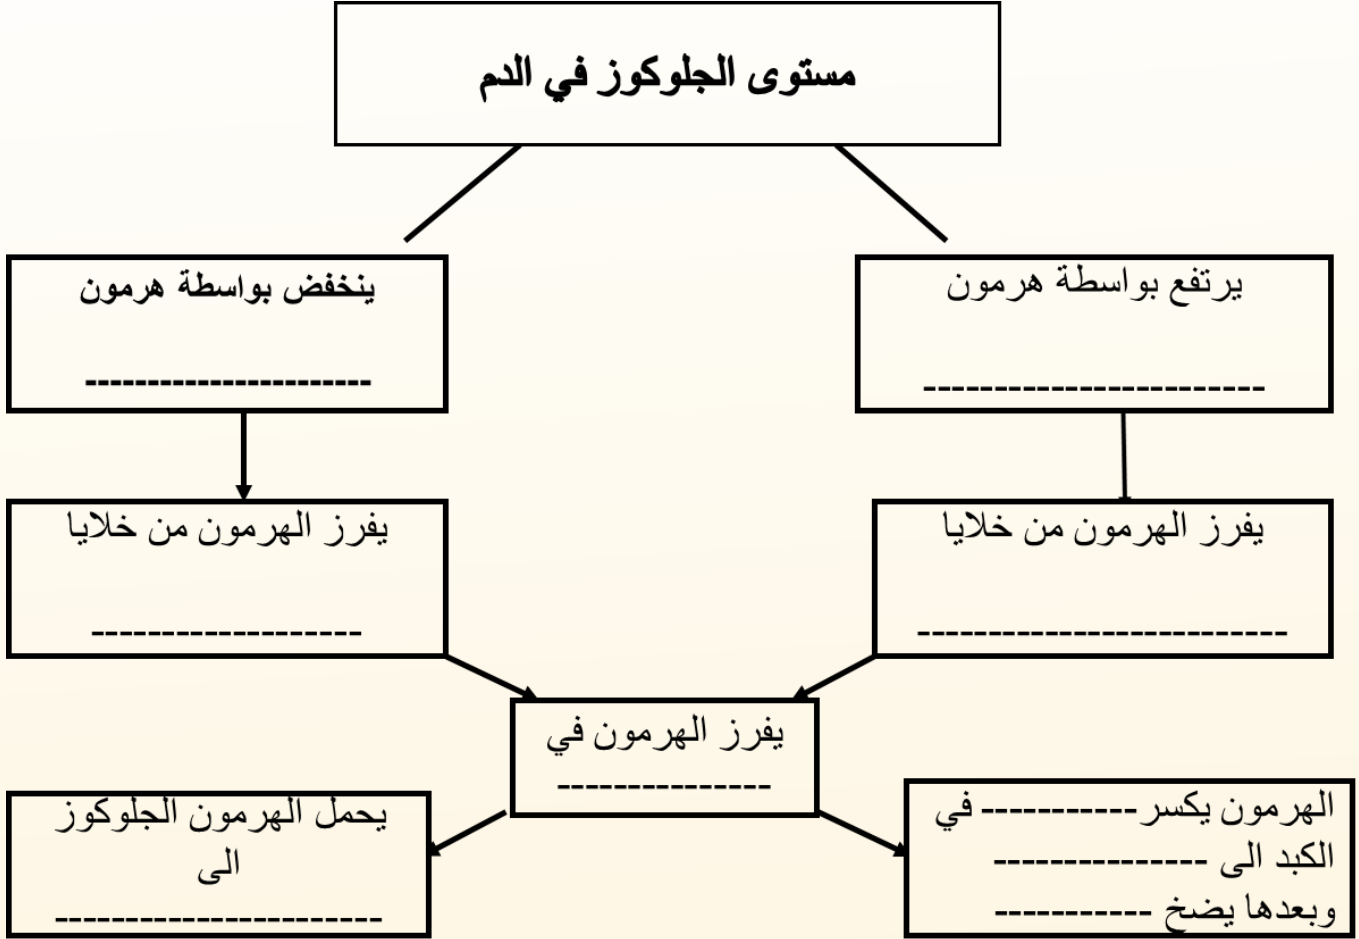 مستوى الجلوكوز في الدم
يرتفع بواسطة هرمون
------------------------
ينخفض بواسطة هرمون
-----------------------
يفرز الهرمون من خلايا
--------------------------
يفرز الهرمون من خلايا
-------------------
يفرز الهرمون في
---------------
الهرمون يكسر ----------- في
الكبد الى ---------------
وبعدها يضخ -----------
يحمل الهرمون الجلوكوز
الى
-----------------------